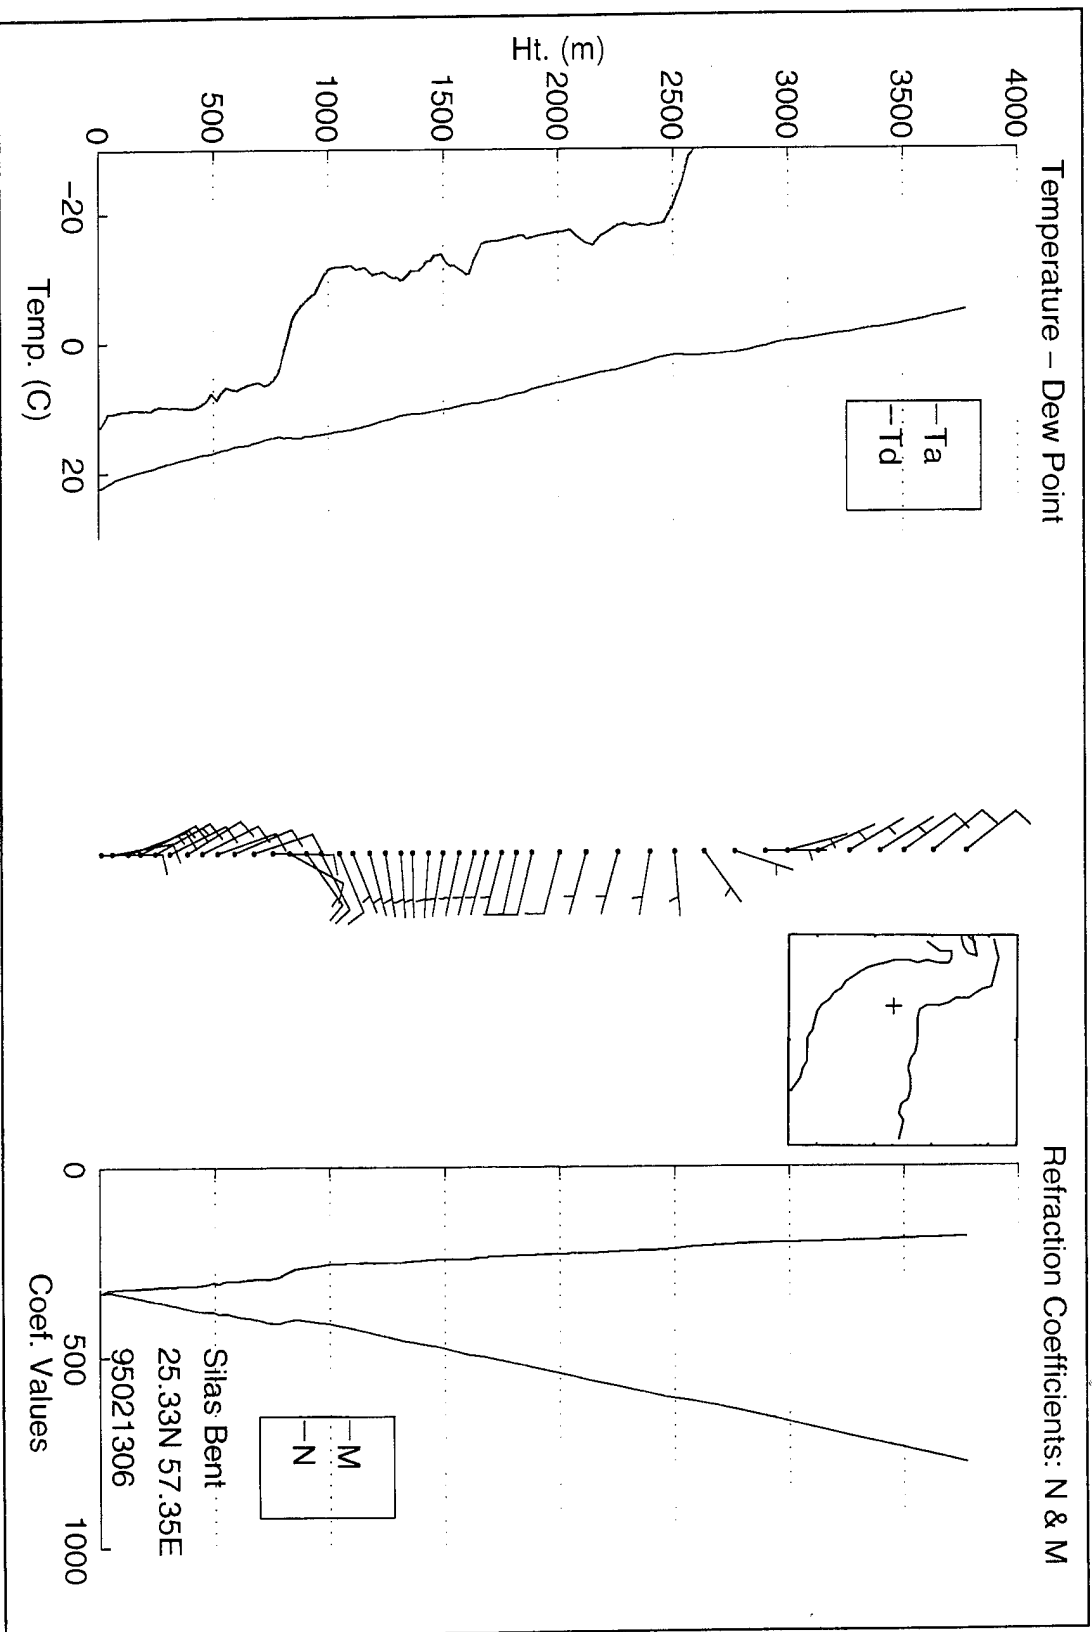 Temperature – Dew Point
4000
3500
3000
2500
2000
1500
1000
500
0
Ht. (m)
–Ta
–Td
-20
0
20
Temp. (C)
Refraction Coefficients: N & M
–M
–N
Silas Bent
25.33N 57.35E
95021306
0
500
1000
Coef. Values